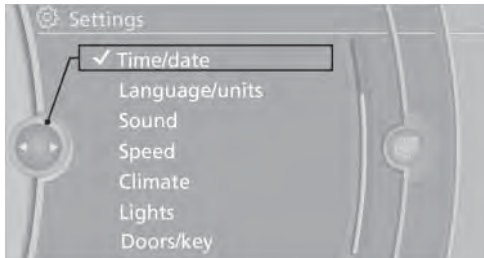 Settings
Time/date
Language/units
Sound
Speed
Climate
Lights
Doors/key